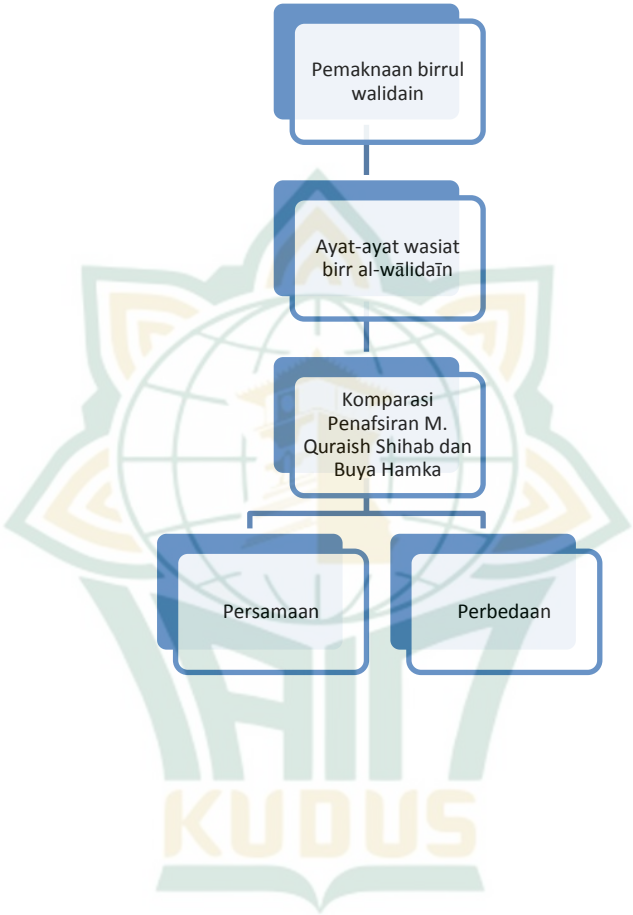 Pemaknaan birrul
walidain
Ayat-ayat wasiat
birr al-wālidaīn
Komparasi
Penafsiran M.
Quraish Shihab dan
Buya Hamka
Persamaan
Perbedaan
IAIN
KUDUS